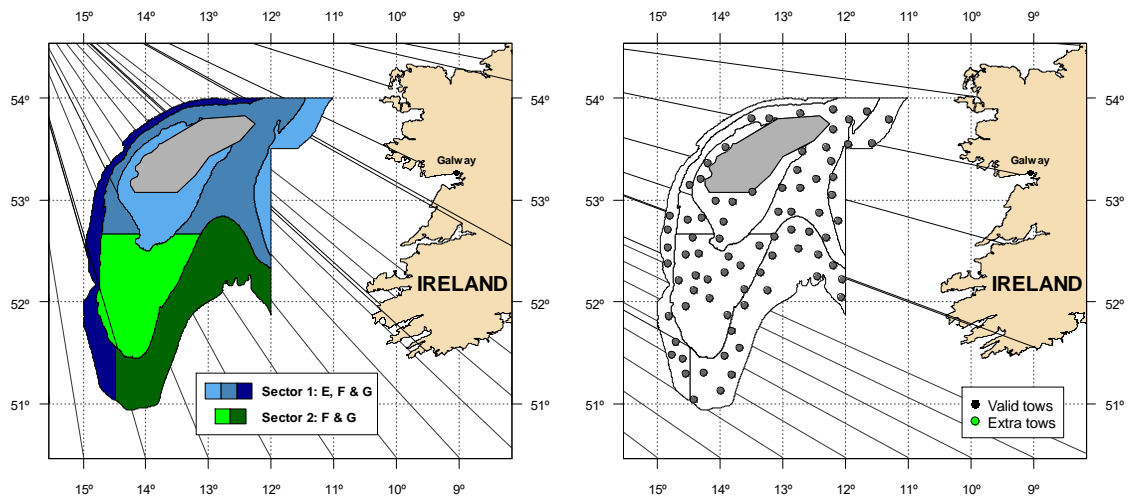 15º 14º 13º 12º 11º 10º 9º
54º
53º
52º
51º
Galway
IRELAND
Sector 1: E, F & G
Sector 2: F & G
15º 14º 13º 12º 11º 10º 9º
15º 14º 13º 12º 11º 10º 9º
54º
53º
52º
51º
Galway
IRELAND
Valid tows
Extra tows
15º 14º 13º 12º 11º 10º 9º